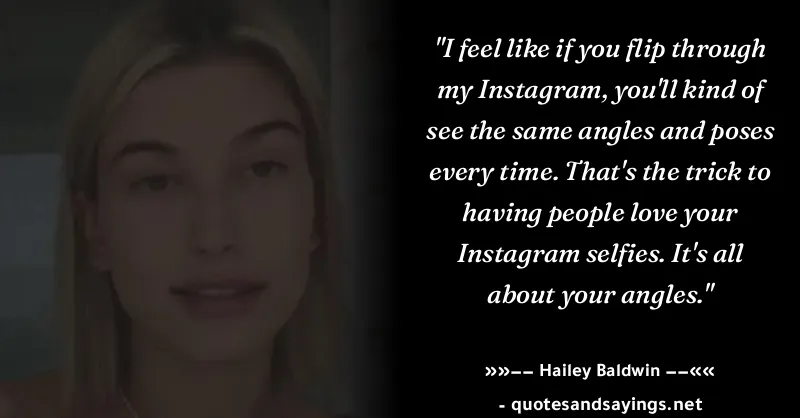 "I feel like if you flip through
my Instagram, you'll kind of
see the same angles and poses
every time. That's the trick to
having people love your
Instagram selfies. It's all
about your angles."
»»–– Hailey Baldwin ––««
- quotesandsayings.net